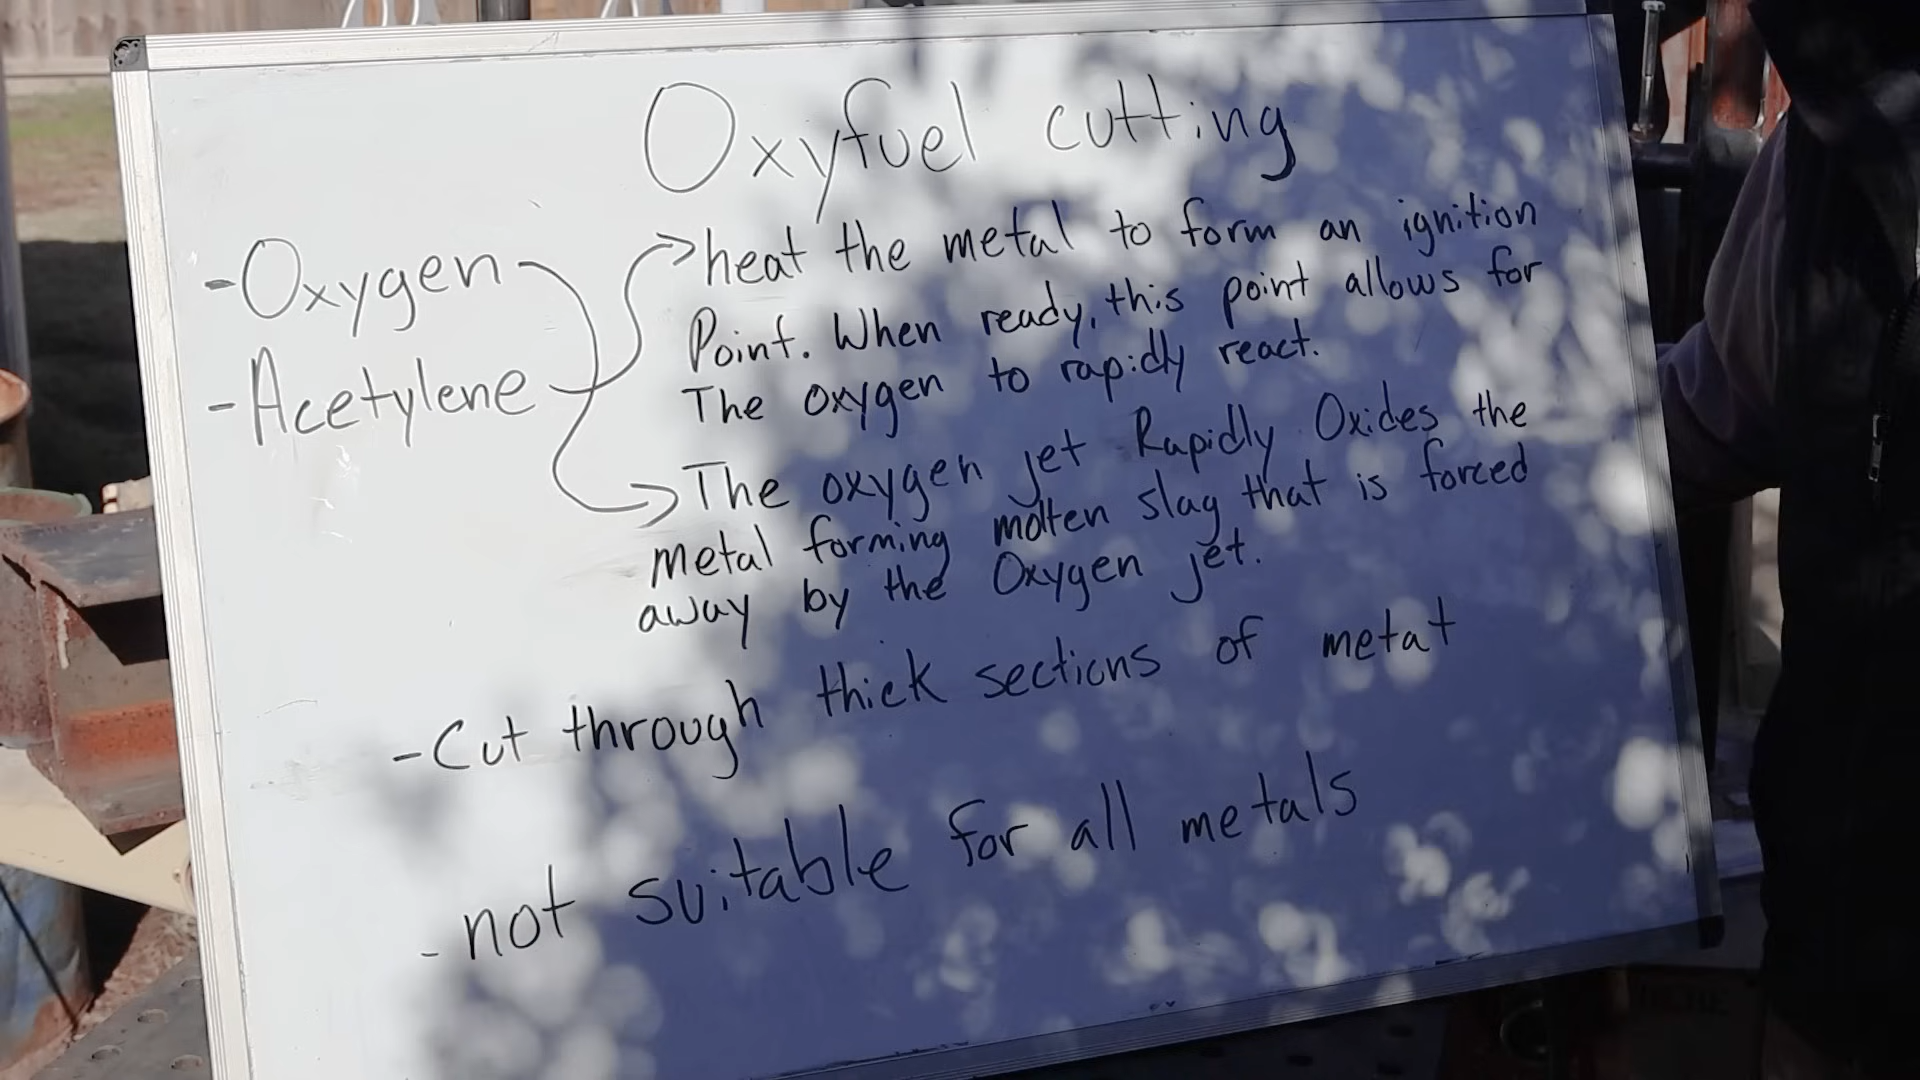 Oxyfuel cutting
- Oxygen
- Acetylene
heat the metal to form an ignition
Point. When ready, this point allows for
The oxygen to rapidly react.
The oxygen jet Rapidly Oxides the
metal forming molten slag that is forced
away by the Oxygen jet.
- Cut through thick sections of metat
- not suitable for all metals